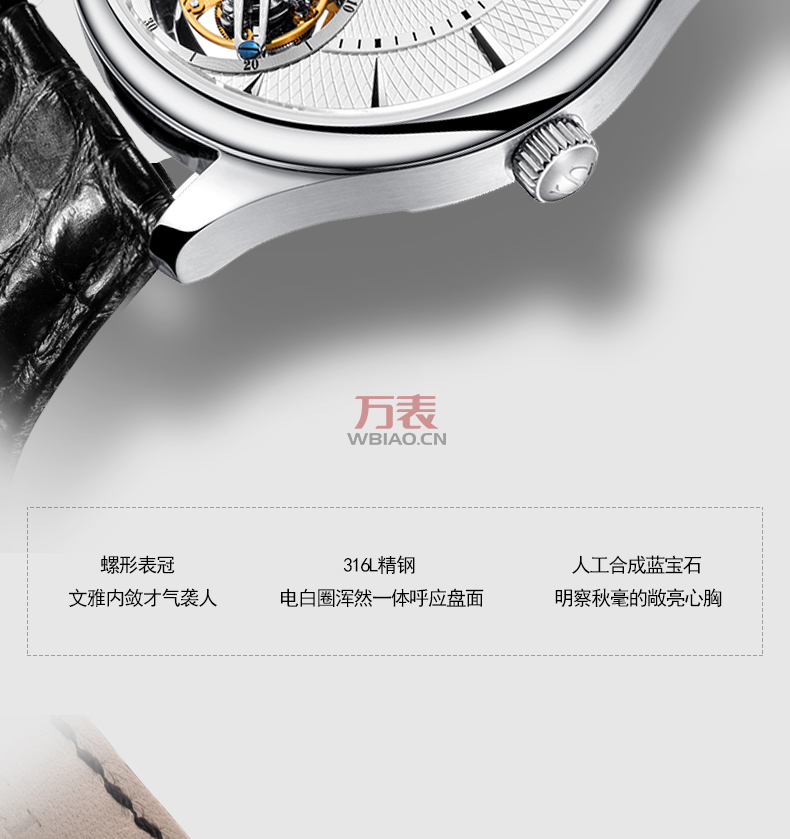 30
20
10
万表
WBIAO.CN
螺形表冠
文雅内敛才气袭人
316L精钢
电白圈浑然一体呼应盘面
人工合成蓝宝石
明察秋毫的敞亮心胸